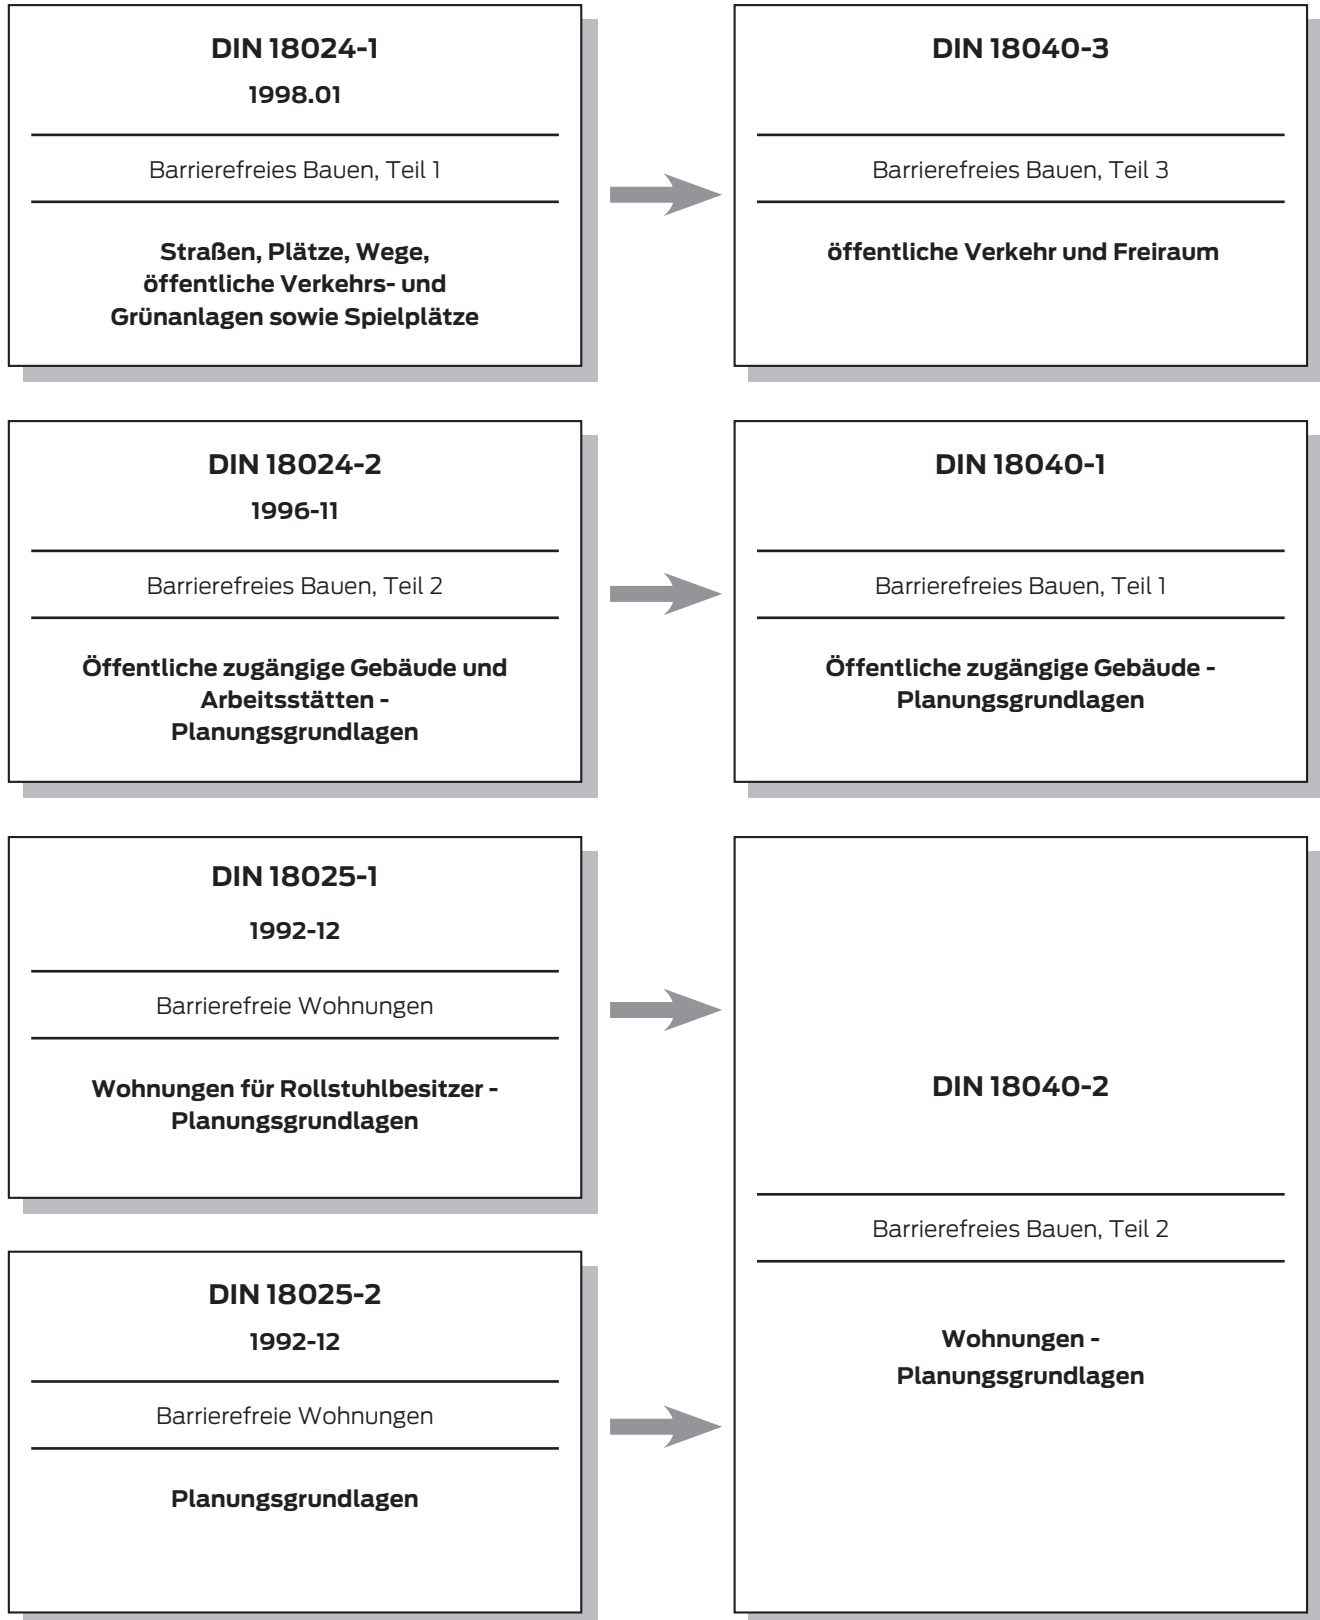 DIN 18024-1
1998.01
Barrierefreies Bauen, Teil 1
Straßen, Plätze, Wege,
öffentliche Verkehrs- und
Grünanlagen sowie Spielplätze
DIN 18040-3
Barrierefreies Bauen, Teil 3
öffentliche Verkehr und Freiraum
DIN 18024-2
1996-11
Barrierefreies Bauen, Teil 2
Öffentliche zugängige Gebäude und
Arbeitsstätten -
Planungsgrundlagen
DIN 18040-1
Barrierefreies Bauen, Teil 1
Öffentliche zugängige Gebäude -
Planungsgrundlagen
DIN 18025-1
1992-12
Barrierefreie Wohnungen
Wohnungen für Rollstuhlbesitzer -
Planungsgrundlagen
DIN 18025-2
1992-12
Barrierefreie Wohnungen
Planungsgrundlagen
DIN 18040-2
Barrierefreies Bauen, Teil 2
Wohnungen -
Planungsgrundlagen